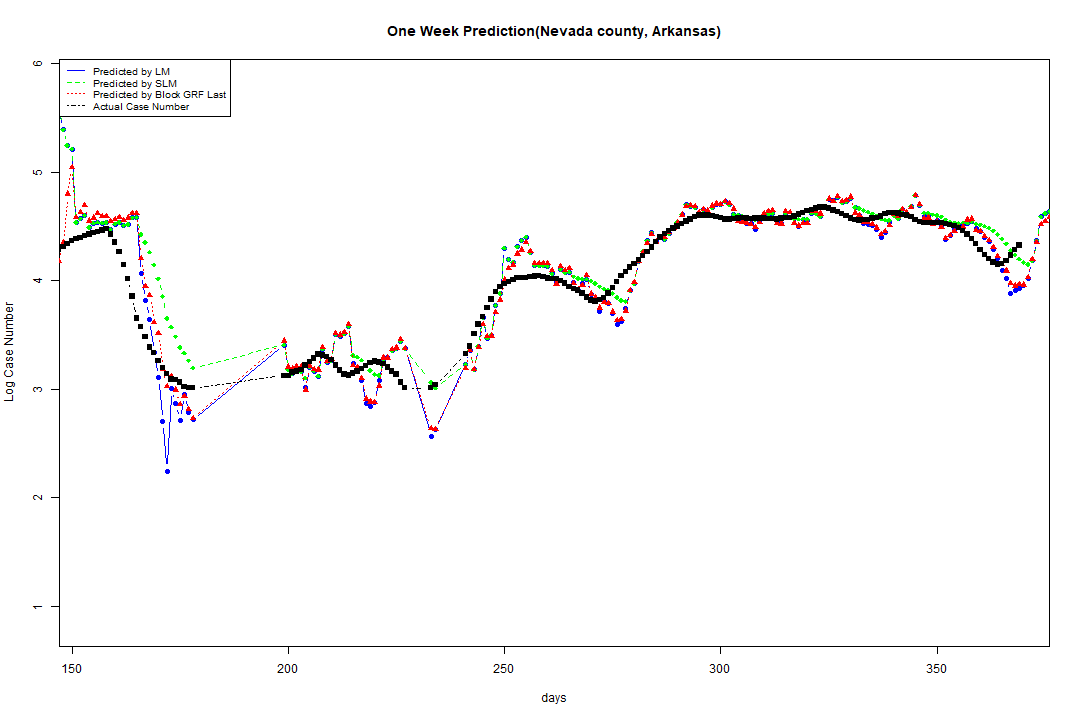 One Week Prediction(Nevada county, Arkansas)
Predicted by LM
Predicted by SLM
Predicted by Block GRF Last
Actual Case Number
Log Case Number
6
5
4
3
2
1
150 200 250 300 350
days